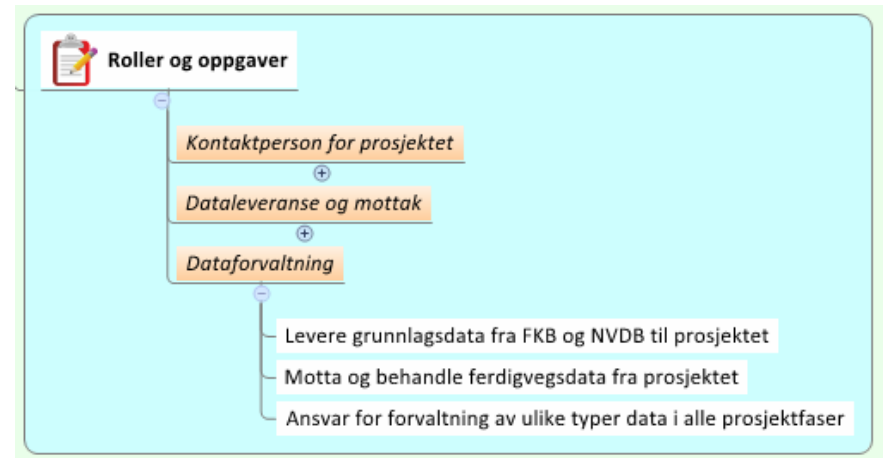 Roller og oppgaver
Kontaktperson for prosjektet
Dataleveranse og mottak
Dataforvaltning
Levere grunnlagsdata fra FKB og NVDB til prosjektet
Motta og behandle ferdigvegsdata fra prosjektet
Ansvar for forvaltning av ulike typer data i alle prosjektfaser